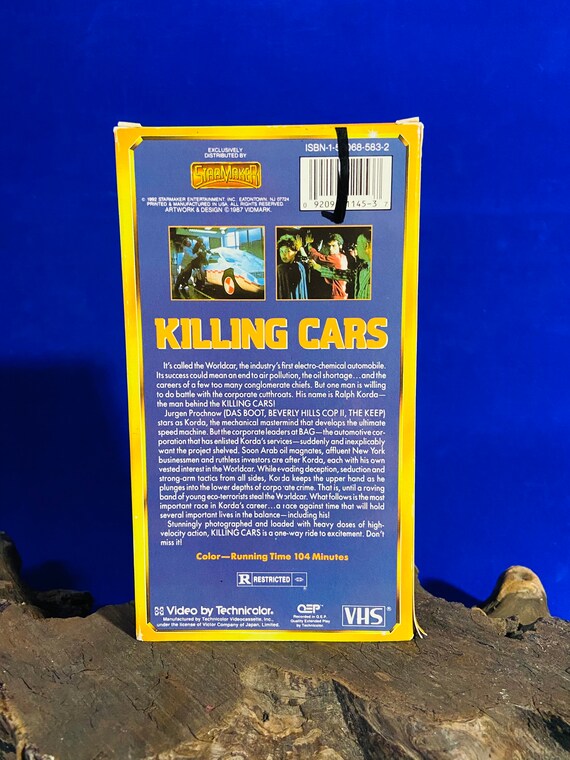 EXCLUSIVELY
DISTRIBUTED BY
STARMAKER
© 1992 STARMAKER ENTERTAINMENT, INC. EATONTOWN, NJ 07724
PRINTED & MANUFACTURED IN USA. ALL RIGHTS RESERVED.
ARTWORK & DESIGN ©1987 VIDMARK.
ISBN-1- 068-583-2
0 9209 1145-3 7
KILLING CARS
It's called the Worldcar, the industry's first electro-chemical automobile.
Its success could mean an end to air pollution, the oil shortage...and the
careers of a few too many conglomerate chiefs. But one man is willing
to do battle with the corporate cutthroats. His name is Ralph Korda—
the man behind the KILLING CARS!
Jurgen Prochnow (DAS BOOT, BEVERLY HILLS COP II, THE KEEP)
stars as Korda, the mechanical mastermind that develops the ultimate
speed machine. But the corporate leaders at BAG—the automotive cor-
poration that has enlisted Korda's services—suddenly and inexplicably
want the project shelved. Soon Arab oil magnates, affluent New York
businessmen and ruthless investors are after Korda, each with his own
vested interest in the Worldcar. While evading deception, seduction and
strong-arm tactics from all sides, Korda keeps the upper hand as he
plunges into the lower depths of corporate crime. That is, until a roving
band of young eco-terrorists steal the Worldcar. What follows is the most
important race in Korda's career...a race against time that will hold
several important lives in the balance—including his!
Stunningly photographed and loaded with heavy doses of high-
velocity action, KILLING CARS is a one-way ride to excitement. Don't
miss it!
Color—Running Time 104 Minutes
R RESTRICTED
Video by Technicolor®
Manufactured by Technicolor Videocassette, Inc.,
under the license of Victor Company of Japan, Limited.
QEP
Recorded in Q.E.P.
Quality Extended Play
by Technicolor.
VHS®